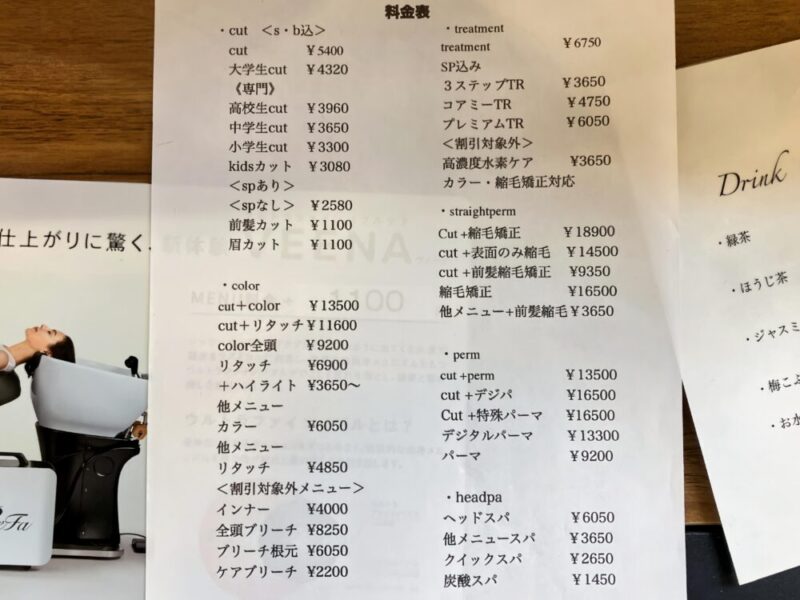 料金表
・cut ＜s・b込＞
cut ￥5400
大学生cut ￥4320
《専門》
高校生cut ￥3960
中学生cut ￥3650
小学生cut ￥3300
kidsカット ￥3080
＜spあり＞
＜spなし＞ ￥2580
前髪カット ￥1100
眉カット ￥1100
・color
cut＋color ￥13500
cut＋リタッチ￥11600
color全頭 ￥9200
リタッチ ￥6900
＋ハイライト ￥3650〜
他メニュー
カラー ￥6050
他メニュー
リタッチ ￥4850
＜割引対象外メニュー＞
インナー ￥4000
全頭ブリーチ ￥8250
ブリーチ根元 ￥6050
ケアブリーチ ￥2200
・treatment
treatment ￥6750
SP込み
３ステップTR ￥3650
コアミーTR ￥4750
プレミアムTR ￥6050
＜割引対象外＞
高濃度水素ケア ￥3650
カラー・縮毛矯正対応
・straightperm
Cut +縮毛矯正 ￥18900
cut +表面のみ縮毛 ￥14500
cut +前髪縮毛矯正 ￥9350
縮毛矯正 ￥16500
他メニュー+前髪縮毛￥3650
・perm
cut +perm ￥13500
cut +デジパ ￥16500
Cut +特殊パーマ ￥16500
デジタルパーマ ￥13300
パーマ ￥9200
・headpa
ヘッドスパ ￥6050
他メニュースパ ￥3650
クイックスパ ￥2650
炭酸スパ ￥1450
仕上がりに驚く.
Drink
・緑茶
・ほうじ茶
・ジャスミ
・梅こぶ
・お水